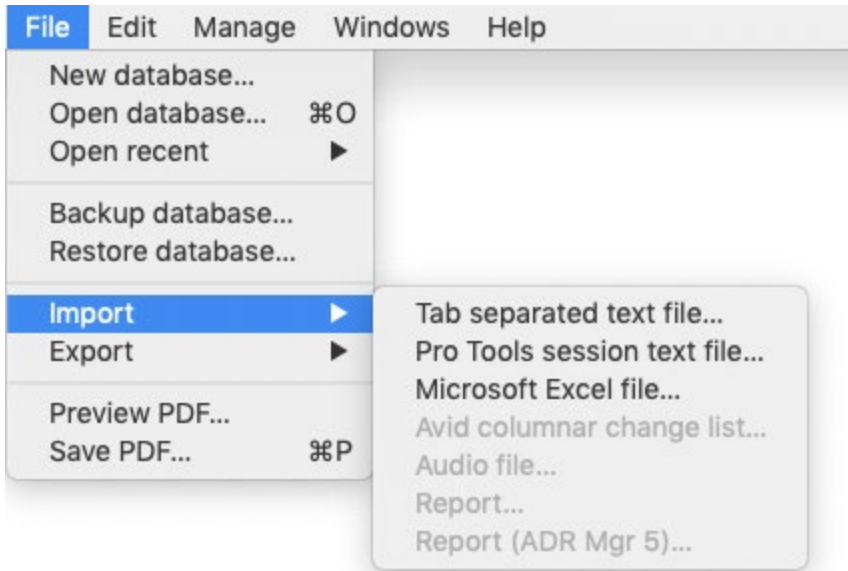 File Edit Manage Windows Help
New database...
Open database... ⌘O
Open recent ▶
Backup database...
Restore database...
Import ▶
Export ▶
Preview PDF...
Save PDF... ⌘P
Tab separated text file...
Pro Tools session text file...
Microsoft Excel file...
Avid columnar change list...
Audio file...
Report...
Report (ADR Mgr 5)...